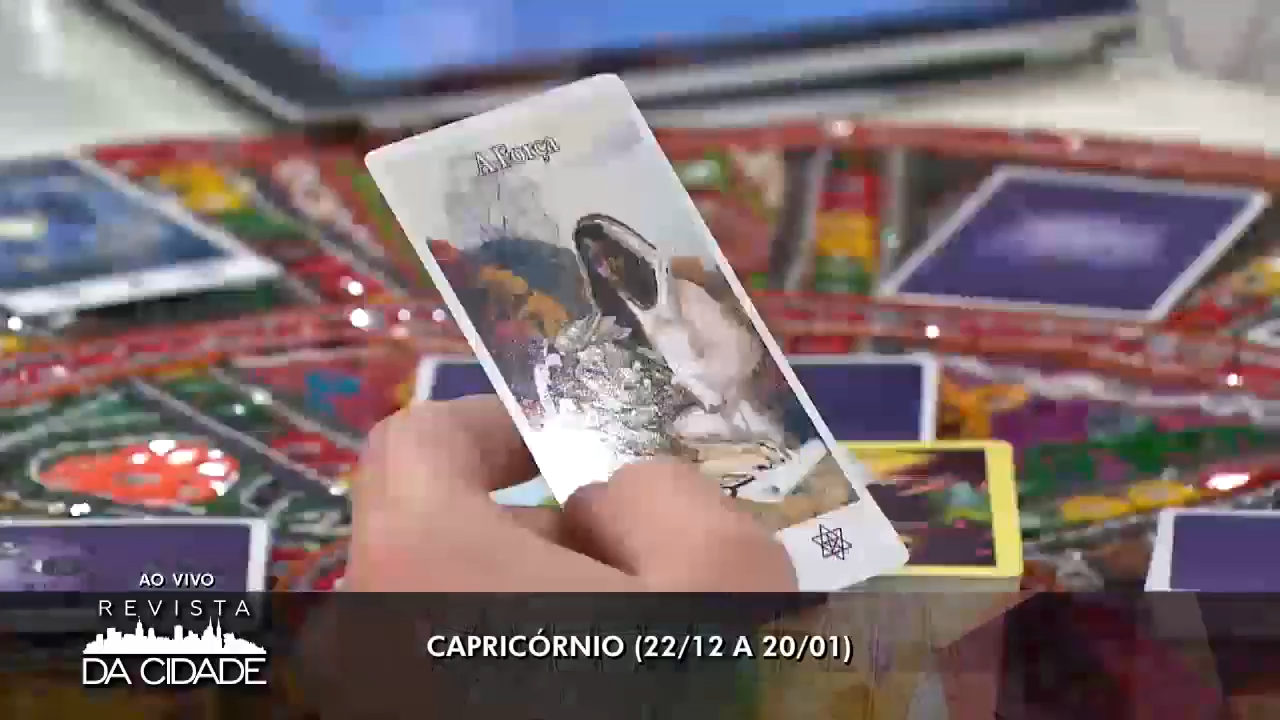 A Força
AO VIVO
REVISTA
DA CIDADE
CAPRICÓRNIO (22/12 A 20/01)